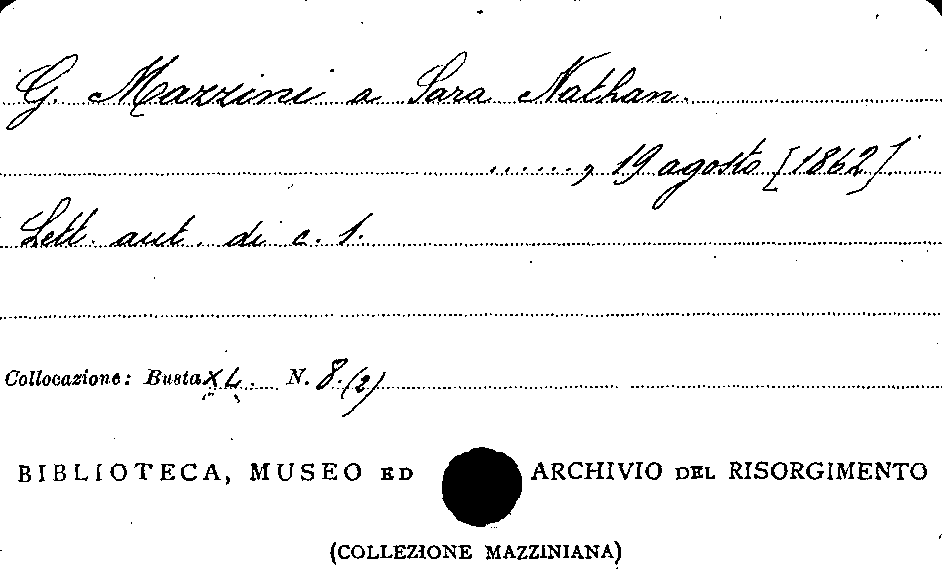 G. Mazzini a Sara Nathan.
......, 19 agosto [1862].
Lett. aut. di c. 1.
Collocazione: Busta XL. N. 8.(2)
BIBLIOTECA, MUSEO ED ARCHIVIO DEL RISORGIMENTO
(COLLEZIONE MAZZINIANA)